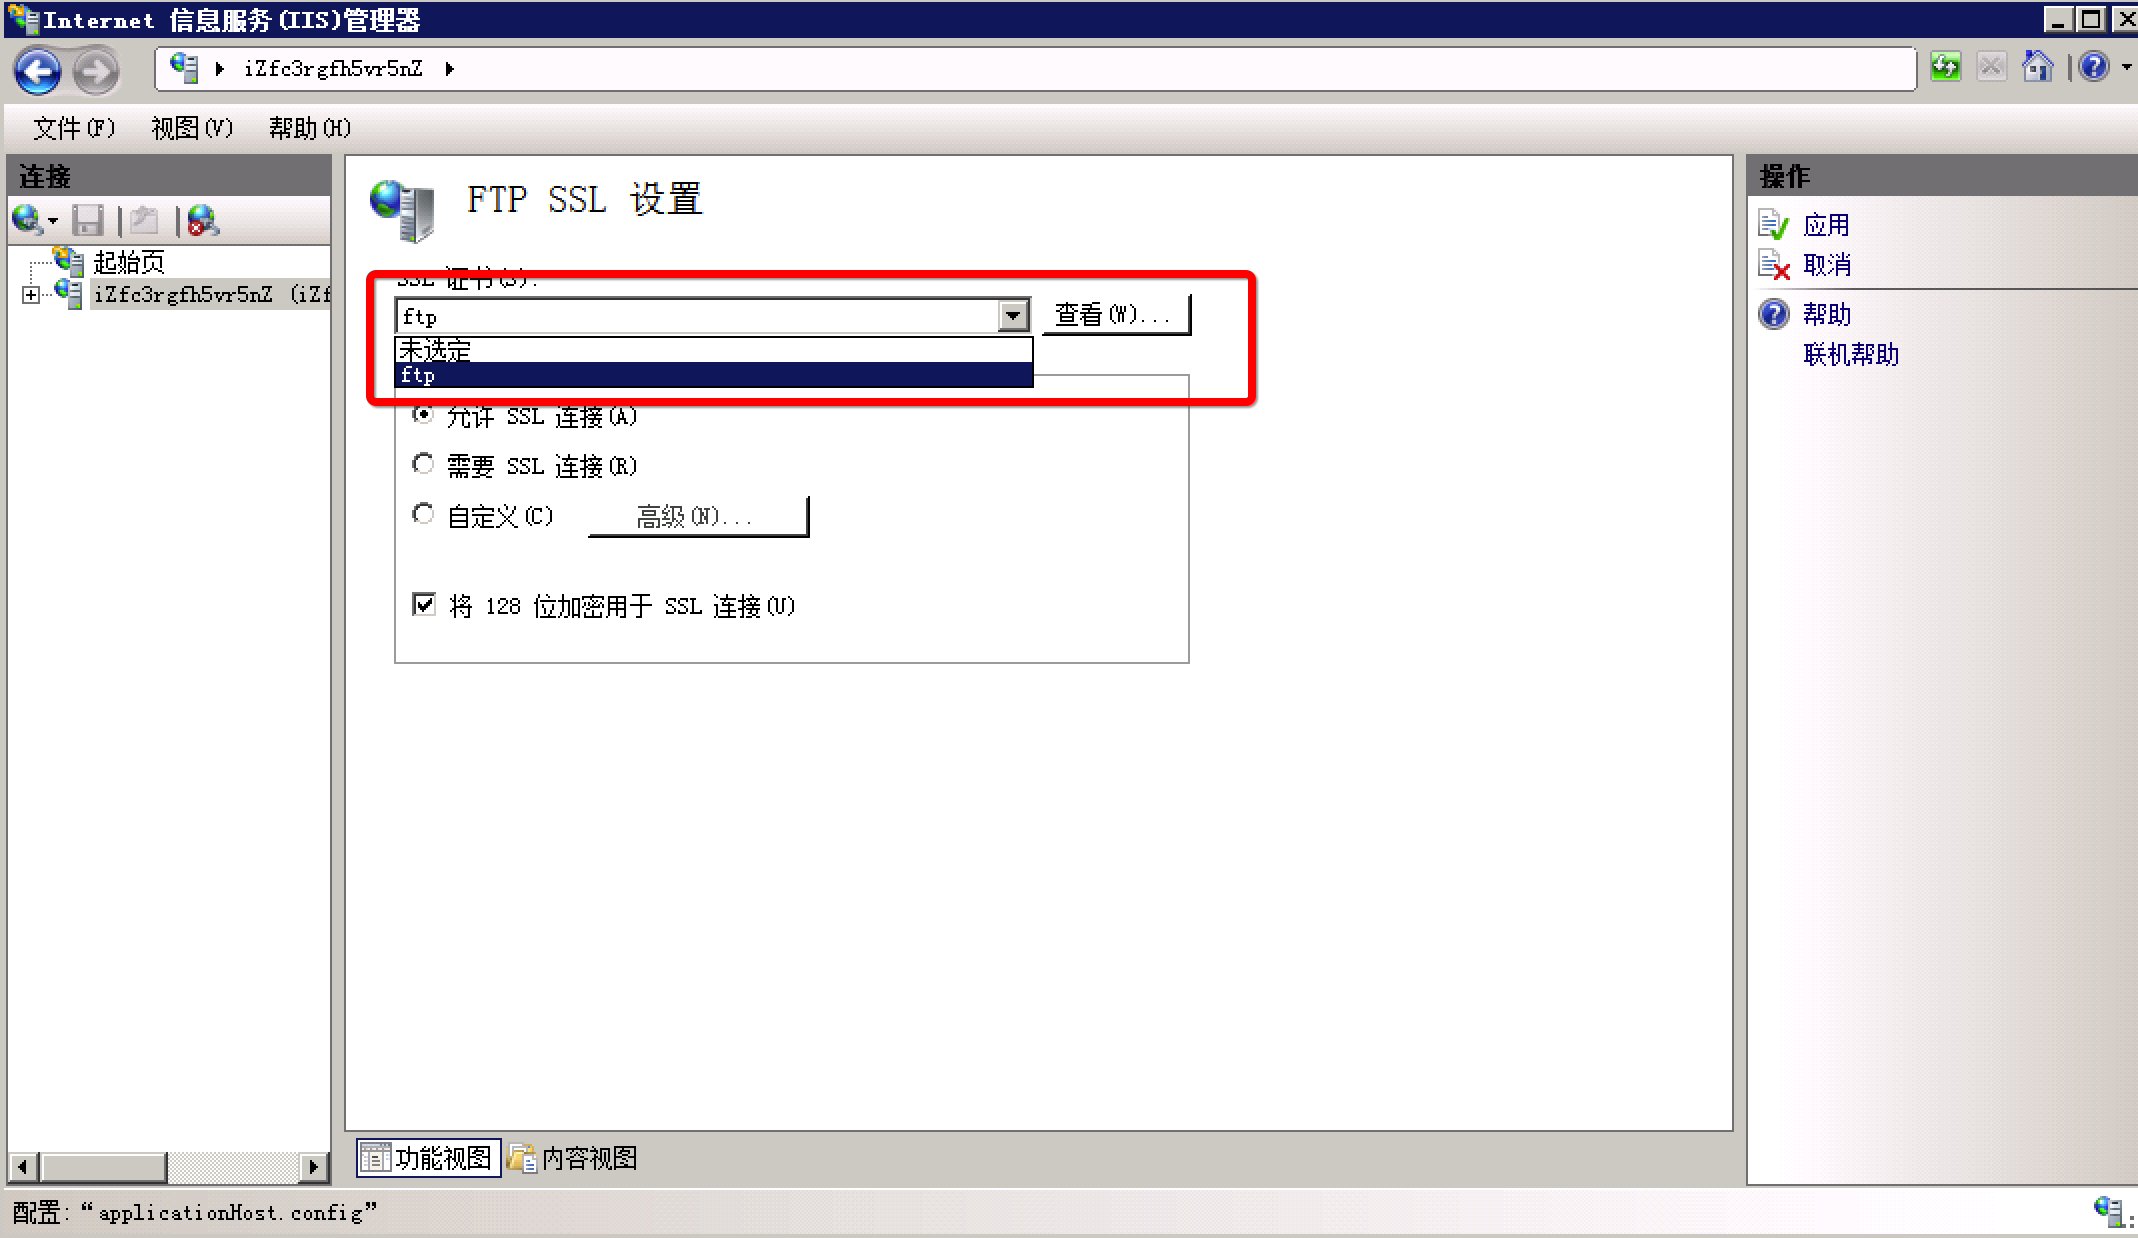 Internet 信息服务(IIS)管理器
iZfc3rgfh5vr5nZ
文件(F) 视图(V) 帮助(H)
连接
起始页
iZfc3rgfh5vr5nZ (iZf
FTP SSL 设置
SSL 证书(S):
ftp
查看(W)...
未选定
ftp
允许 SSL 连接(A)
需要 SSL 连接(R)
自定义(C)
高级(N)...
将 128 位加密用于 SSL 连接(U)
功能视图 内容视图
操作
应用
取消
帮助
联机帮助
配置:“applicationHost.config”